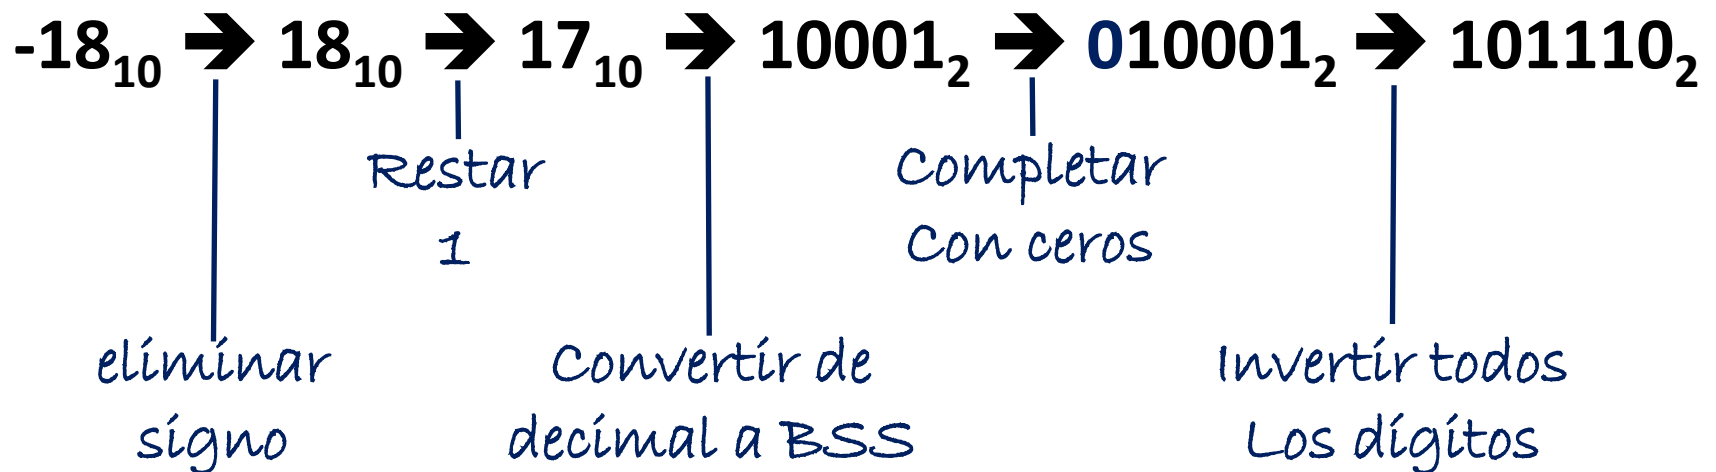 -18₁₀ 🡺 18₁₀ 🡺 17₁₀ 🡺 10001₂ 🡺 010001₂ 🡺 101110₂
Restar
1
Completar
Con ceros
eliminar
signo
Convertir de
decimal a BSS
Invertir todos
Los dígitos